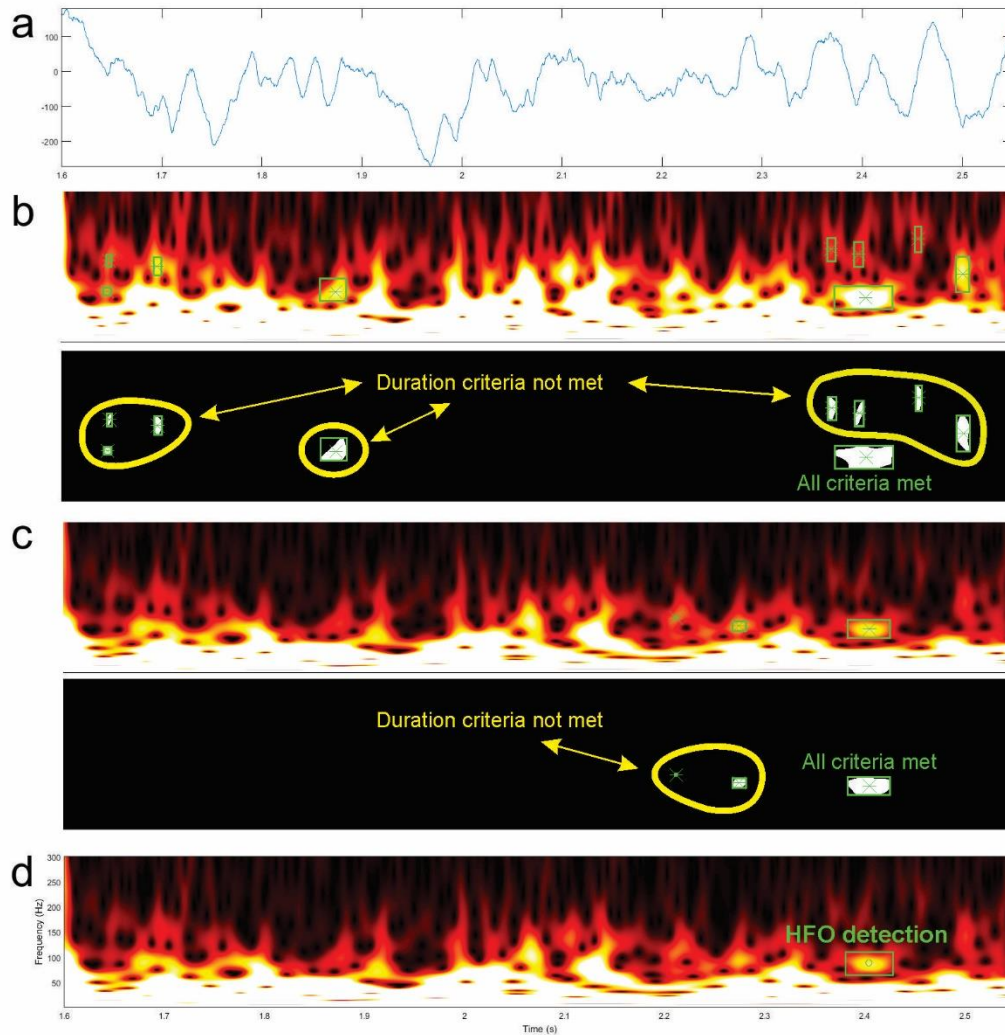 a
100
0
-100
-200
1.6 1.7 1.8 1.9 2 2.1 2.2 2.3 2.4 2.5
b
Duration criteria not met
All criteria met
c
Duration criteria not met
All criteria met
d
300
250
200
150
100
50
Frequency (Hz)
HFO detection
1.6 1.7 1.8 1.9 2 2.1 2.2 2.3 2.4 2.5
Time (s)